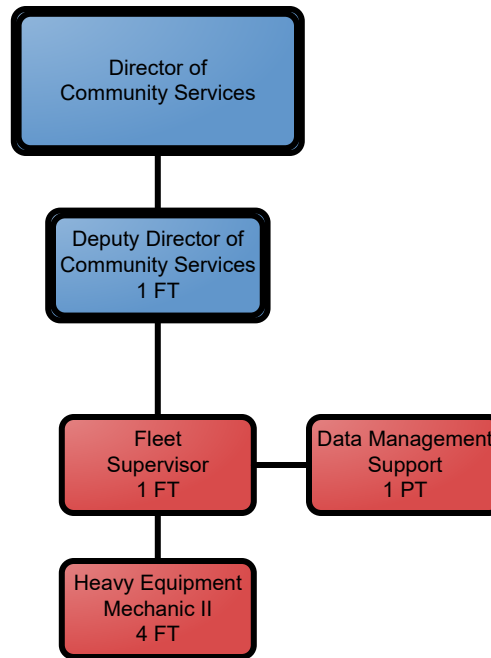 Director of
Community Services
Deputy Director of
Community Services
1 FT
Fleet
Supervisor
1 FT
Data Management
Support
1 PT
Heavy Equipment
Mechanic II
4 FT